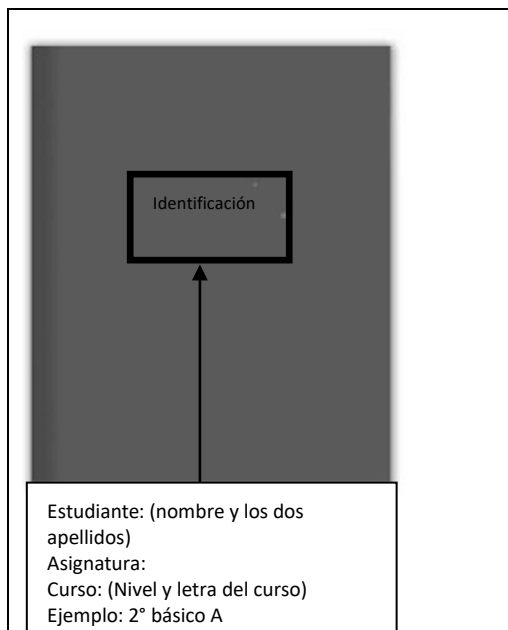 Identificación
Estudiante: (nombre y los dos
apellidos)
Asignatura:
Curso: (Nivel y letra del curso)
Ejemplo: 2° básico A